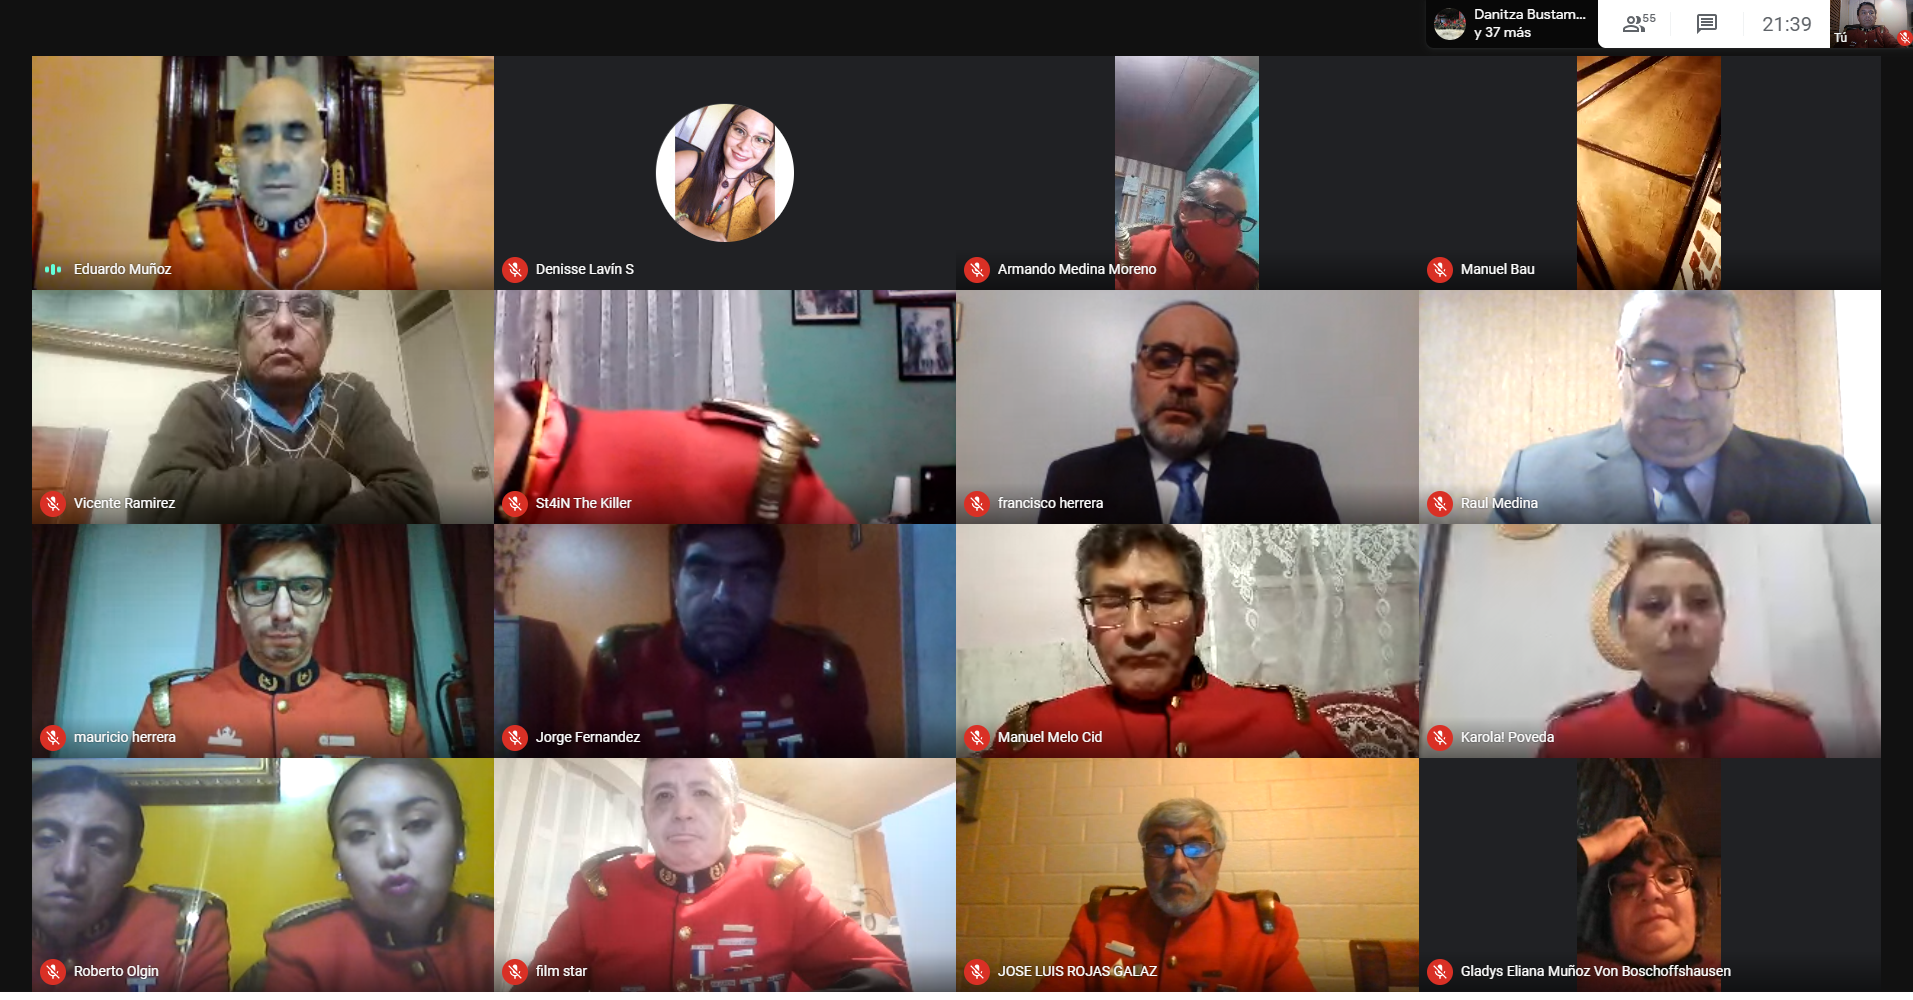 Danitza Bustam...
y 37 más
55
21:39
Tú
Eduardo Muñoz
Denisse Lavín S
Armando Medina Moreno
Manuel Bau
Vicente Ramirez
St4iN The Killer
francisco herrera
Raul Medina
mauricio herrera
Jorge Fernandez
Manuel Melo Cid
Karola! Poveda
Roberto Olgin
film star
JOSE LUIS ROJAS GALAZ
Gladys Eliana Muñoz Von Boschoffshausen